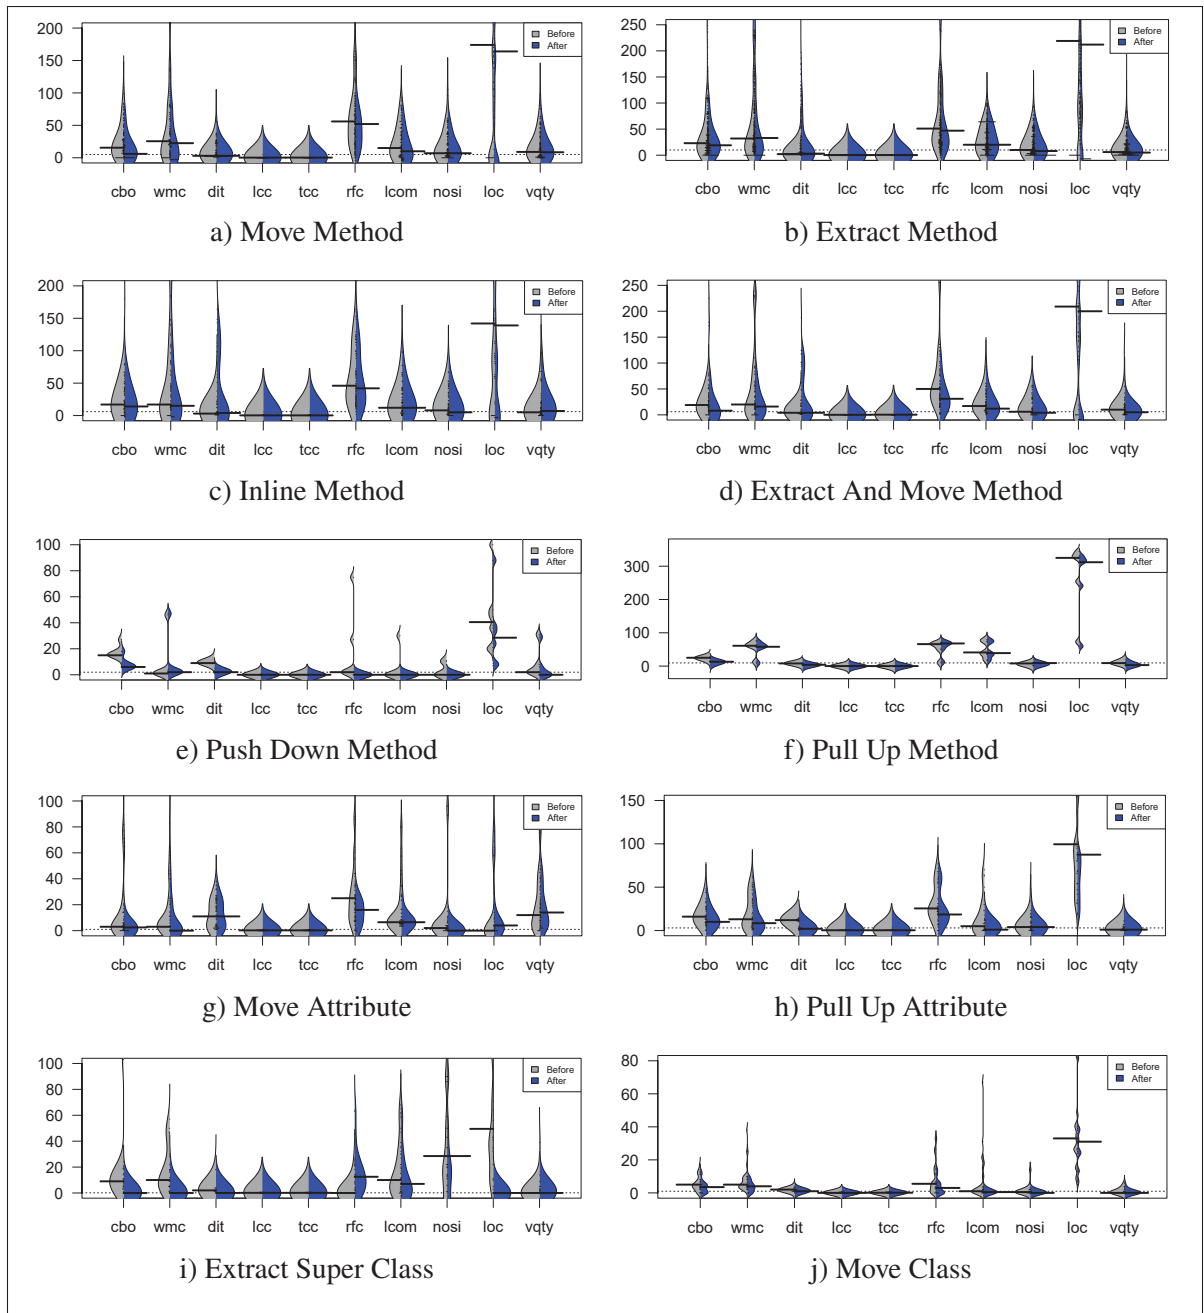 200
150
100
50
0
Before
After
cbo wmc dit lcc tcc rfc lcom nosi loc vqty
a) Move Method
250
200
150
100
50
0
Before
After
cbo wmc dit lcc tcc rfc lcom nosi loc vqty
b) Extract Method
200
150
100
50
0
Before
After
cbo wmc dit lcc tcc rfc lcom nosi loc vqty
c) Inline Method
250
200
150
100
50
0
Before
After
cbo wmc dit lcc tcc rfc lcom nosi loc vqty
d) Extract And Move Method
100
80
60
40
20
0
Before
After
cbo wmc dit lcc tcc rfc lcom nosi loc vqty
e) Push Down Method
300
200
100
0
Before
After
cbo wmc dit lcc tcc rfc lcom nosi loc vqty
f) Pull Up Method
100
80
60
40
20
0
Before
After
cbo wmc dit lcc tcc rfc lcom nosi loc vqty
g) Move Attribute
150
100
50
0
Before
After
cbo wmc dit lcc tcc rfc lcom nosi loc vqty
h) Pull Up Attribute
100
80
60
40
20
0
Before
After
cbo wmc dit lcc tcc rfc lcom nosi loc vqty
i) Extract Super Class
80
60
40
20
0
Before
After
cbo wmc dit lcc tcc rfc lcom nosi loc vqty
j) Move Class